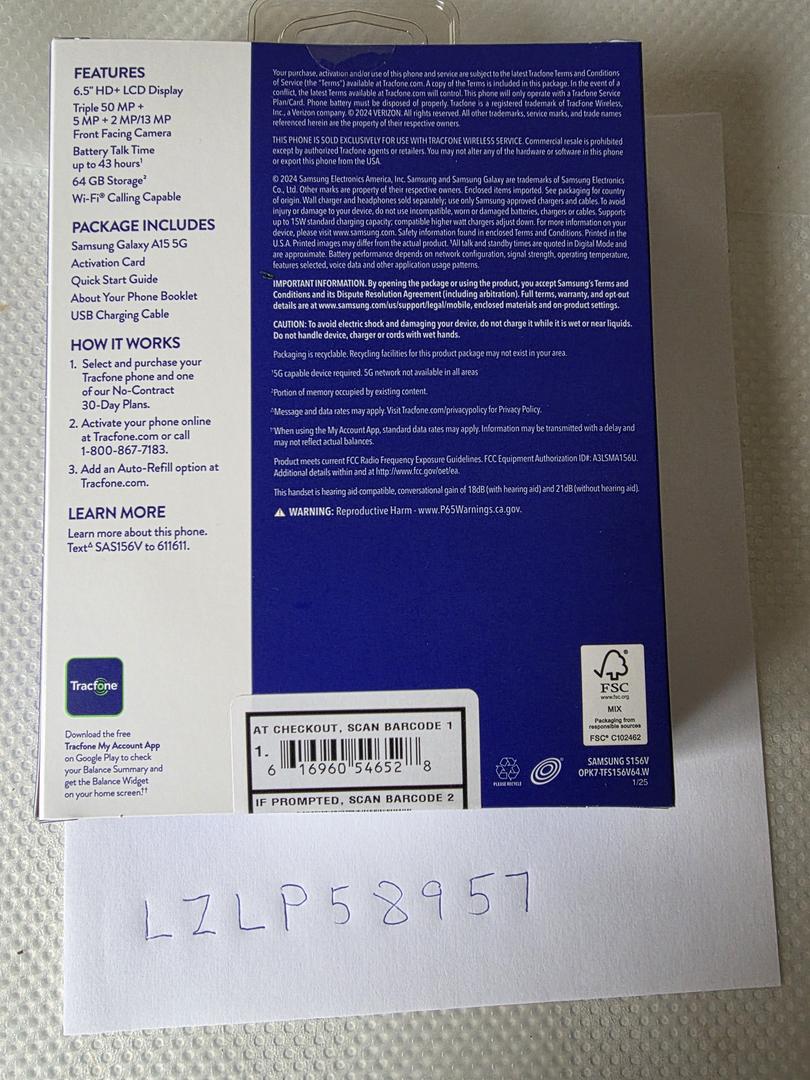 FEATURES
6.5" HD+ LCD Display
Triple 50 MP +
5 MP + 2 MP/13 MP
Front Facing Camera
Battery Talk Time
up to 43 hours¹
64 GB Storage²
Wi-Fi® Calling Capable
PACKAGE INCLUDES
Samsung Galaxy A15 5G
Activation Card
Quick Start Guide
About Your Phone Booklet
USB Charging Cable
HOW IT WORKS
1. Select and purchase your
Tracfone phone and one
of our No-Contract
30-Day Plans.
2. Activate your phone online
at Tracfone.com or call
1-800-867-7183.
3. Add an Auto-Refill option at
Tracfone.com.
LEARN MORE
Learn more about this phone.
Text∆ SAS156V to 611611.
Tracfone
Download the free
Tracfone My Account App
on Google Play to check
your Balance Summary and
get the Balance Widget
on your home screen.††
Your purchase, activation and/or use of this phone and service are subject to the latest Tracfone Terms and Conditions
of Service (the "Terms") available at Tracfone.com. A copy of the Terms is included in this package. In the event of a
conflict, the latest Terms available at Tracfone.com will control. This phone will only operate with a Tracfone Service
Plan/Card. Phone battery must be disposed of properly. Tracfone is a registered trademark of TracFone Wireless,
Inc., a Verizon company. © 2024 VERIZON. All rights reserved. All other trademarks, service marks, and trade names
referenced herein are the property of their respective owners.
THIS PHONE IS SOLD EXCLUSIVELY FOR USE WITH TRACFONE WIRELESS SERVICE. Commercial resale is prohibited
except by authorized Tracfone agents or retailers. You may not alter any of the hardware or software in this phone
or export this phone from the USA.
© 2024 Samsung Electronics America, Inc. Samsung and Samsung Galaxy are trademarks of Samsung Electronics
Co., Ltd. Other marks are property of their respective owners. Enclosed items imported. See packaging for country
of origin. Wall charger and headphones sold separately; use only Samsung approved chargers and cables. To avoid
injury or damage to your device, do not use incompatible, worn or damaged batteries, chargers or cables. Supports
up to 15W standard charging capacity; compatible higher watt chargers adjust down. For more information on your
device, please visit www.samsung.com. Safety information found in enclosed Terms and Conditions. Printed in the
U.S.A. Printed images may differ from the actual product. ¹All talk and standby times are quoted in Digital Mode and
are approximate. Battery performance depends on network configuration, signal strength, operating temperature,
features selected, voice data and other application usage patterns.
IMPORTANT INFORMATION. By opening the package or using the product, you accept Samsung's Terms and
Conditions and its Dispute Resolution Agreement (including arbitration). Full terms, warranty, and opt-out
details are at www.samsung.com/us/support/legal/mobile, enclosed materials and on-product settings.
CAUTION: To avoid electric shock and damaging your device, do not charge it while it is wet or near liquids.
Do not handle device, charger or cords with wet hands.
Packaging is recyclable. Recycling facilities for this product package may not exist in your area.
¹5G capable device required. 5G network not available in all areas
²Portion of memory occupied by existing content.
∆Message and data rates may apply. Visit Tracfone.com/privacypolicy for Privacy Policy.
††When using the My Account App, standard data rates may apply. Information may be transmitted with a delay and
may not reflect actual balances.
Product meets current FCC Radio Frequency Exposure Guidelines. FCC Equipment Authorization ID#: A3LSMA156U.
Additional details within and at http://www.fcc.gov/oet/ea.
This handset is hearing aid-compatible, conversational gain of 18dB (with hearing aid) and 21dB (without hearing aid).
⚠ WARNING: Reproductive Harm - www.P65Warnings.ca.gov.
AT CHECKOUT, SCAN BARCODE 1
1.
6 16960 54652 8
IF PROMPTED, SCAN BARCODE 2
PLEASE RECYCLE
FSC®
www.fsc.org
MIX
Packaging from
responsible sources
FSC® C102462
SAMSUNG S156V
OPK7-TFS156V64.W
1/25
LZLP58957